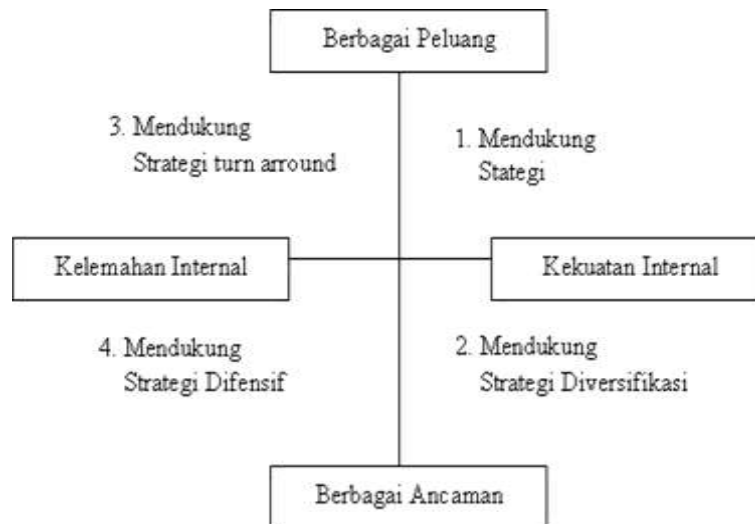 Berbagai Peluang
3. Mendukung
Strategi turn arround
1. Mendukung
Stategi
Kelemahan Internal
Kekuatan Internal
4. Mendukung
Strategi Difensif
2. Mendukung
Strategi Diversifikasi
Berbagai Ancaman